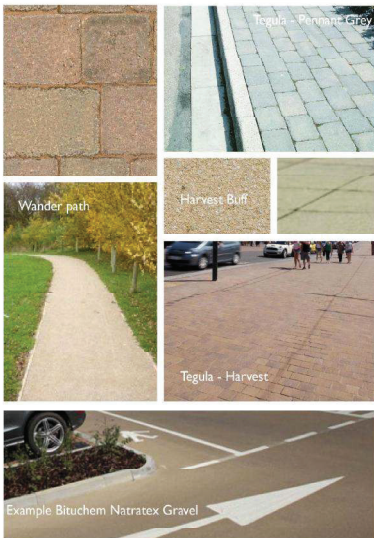 Tegula - Pennant Grey
Harvest Buff
Wander path
Tegula - Harvest
Example Bituchem Natratex Gravel